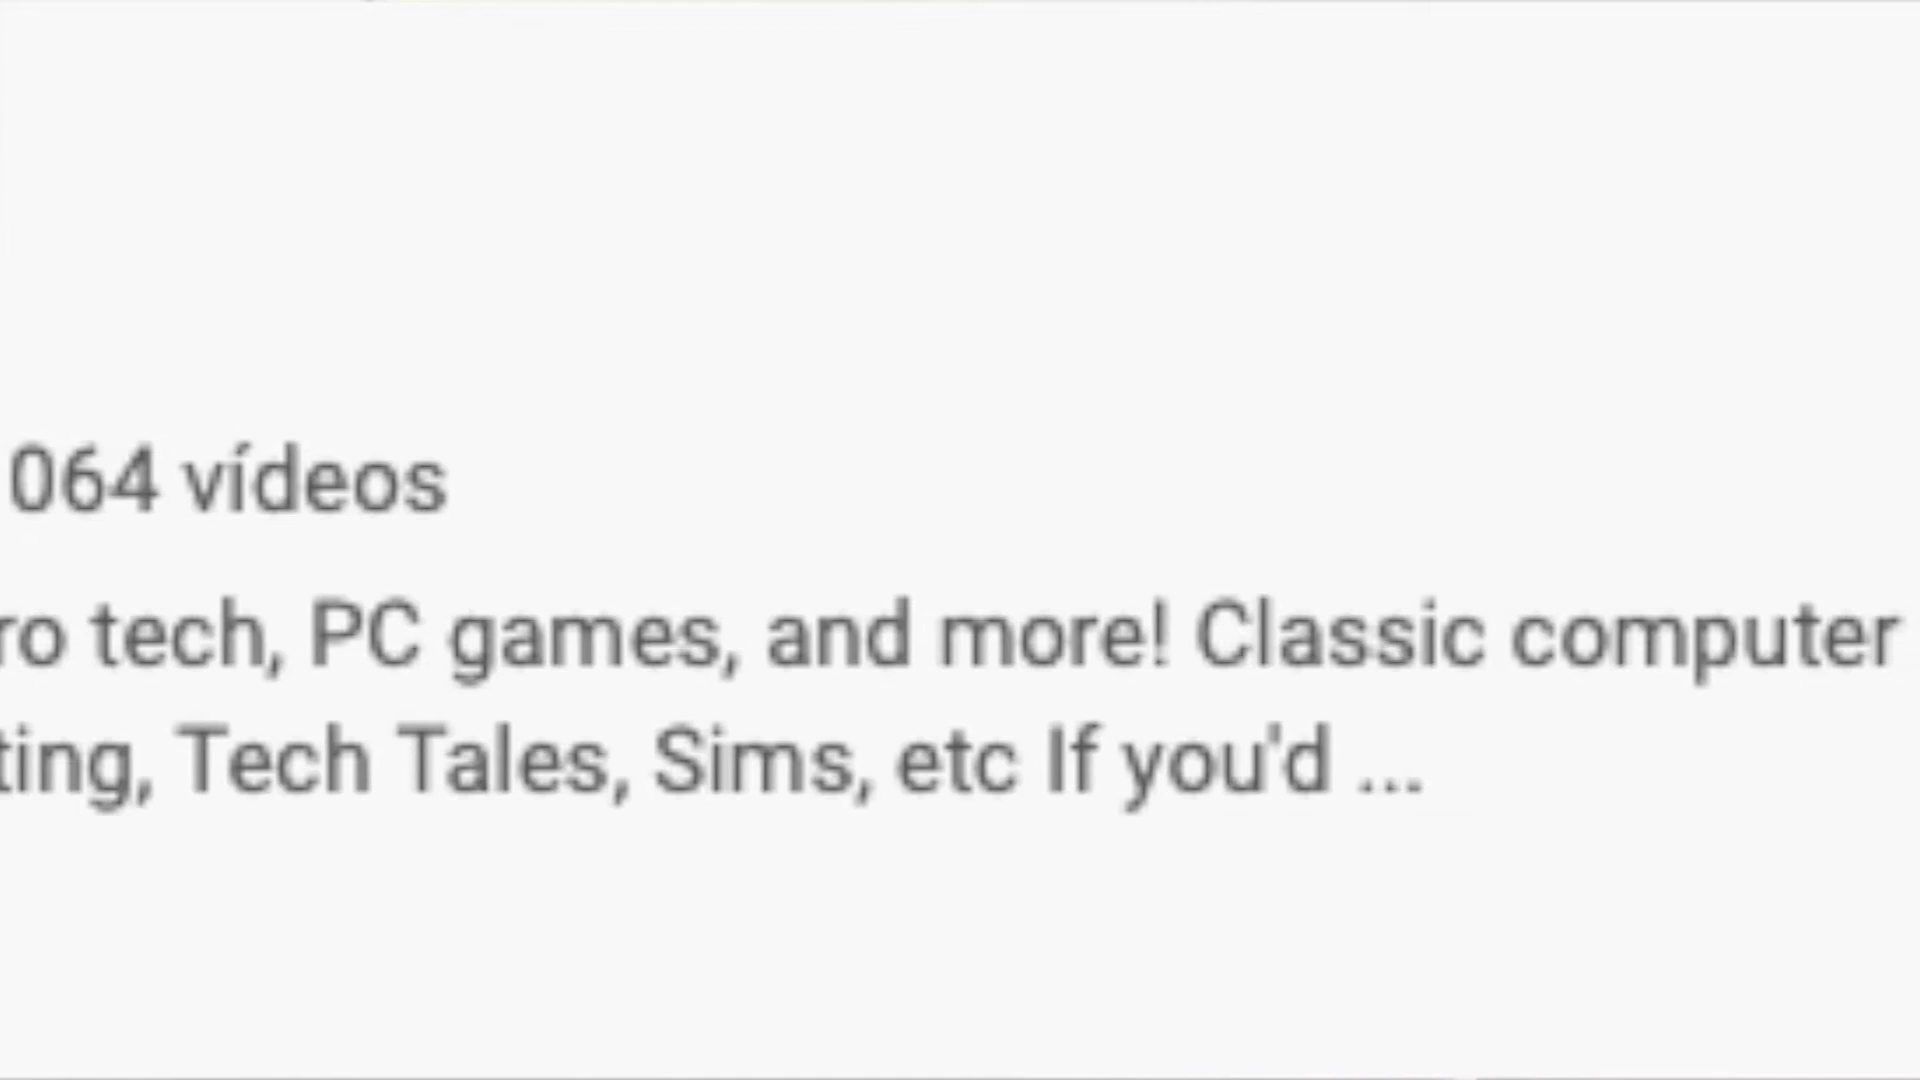 064 vídeos
ro tech, PC games, and more! Classic computer
ting, Tech Tales, Sims, etc If you'd ...